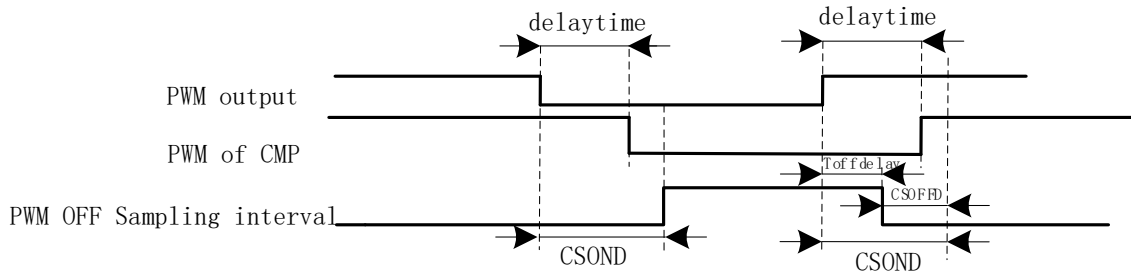 delaytime
delaytime
PWM output
PWM of CMP
Toffdelay
CSOFFD
PWM OFF Sampling interval
CSOND
CSOND